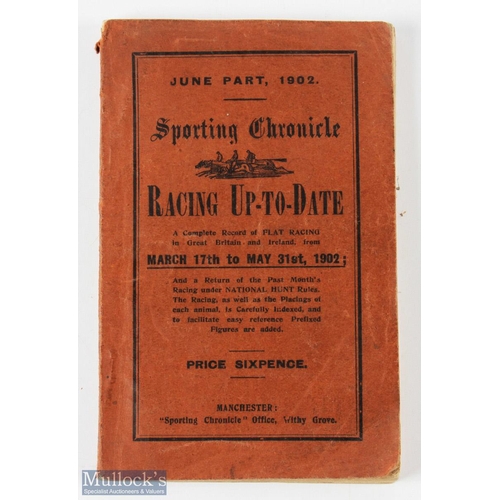 JUNE PART, 1902.
Sporting Chronicle
RACING UP-TO-DATE
A Complete Record of FLAT RACING
in Great Britain and Ireland, from
MARCH 17th to MAY 31st, 1902;
And a Return of the Past Month's
Racing under NATIONAL HUNT Rules.
The Racing, as well as the Placings of
each animal, is Carefully Indexed, and
to facilitate easy reference Prefixed
Figures are added.
PRICE SIXPENCE.
MANCHESTER:
"Sporting Chronicle" Office, Withy Grove.
Mullock's
Specialist Auctioneers & Valuers